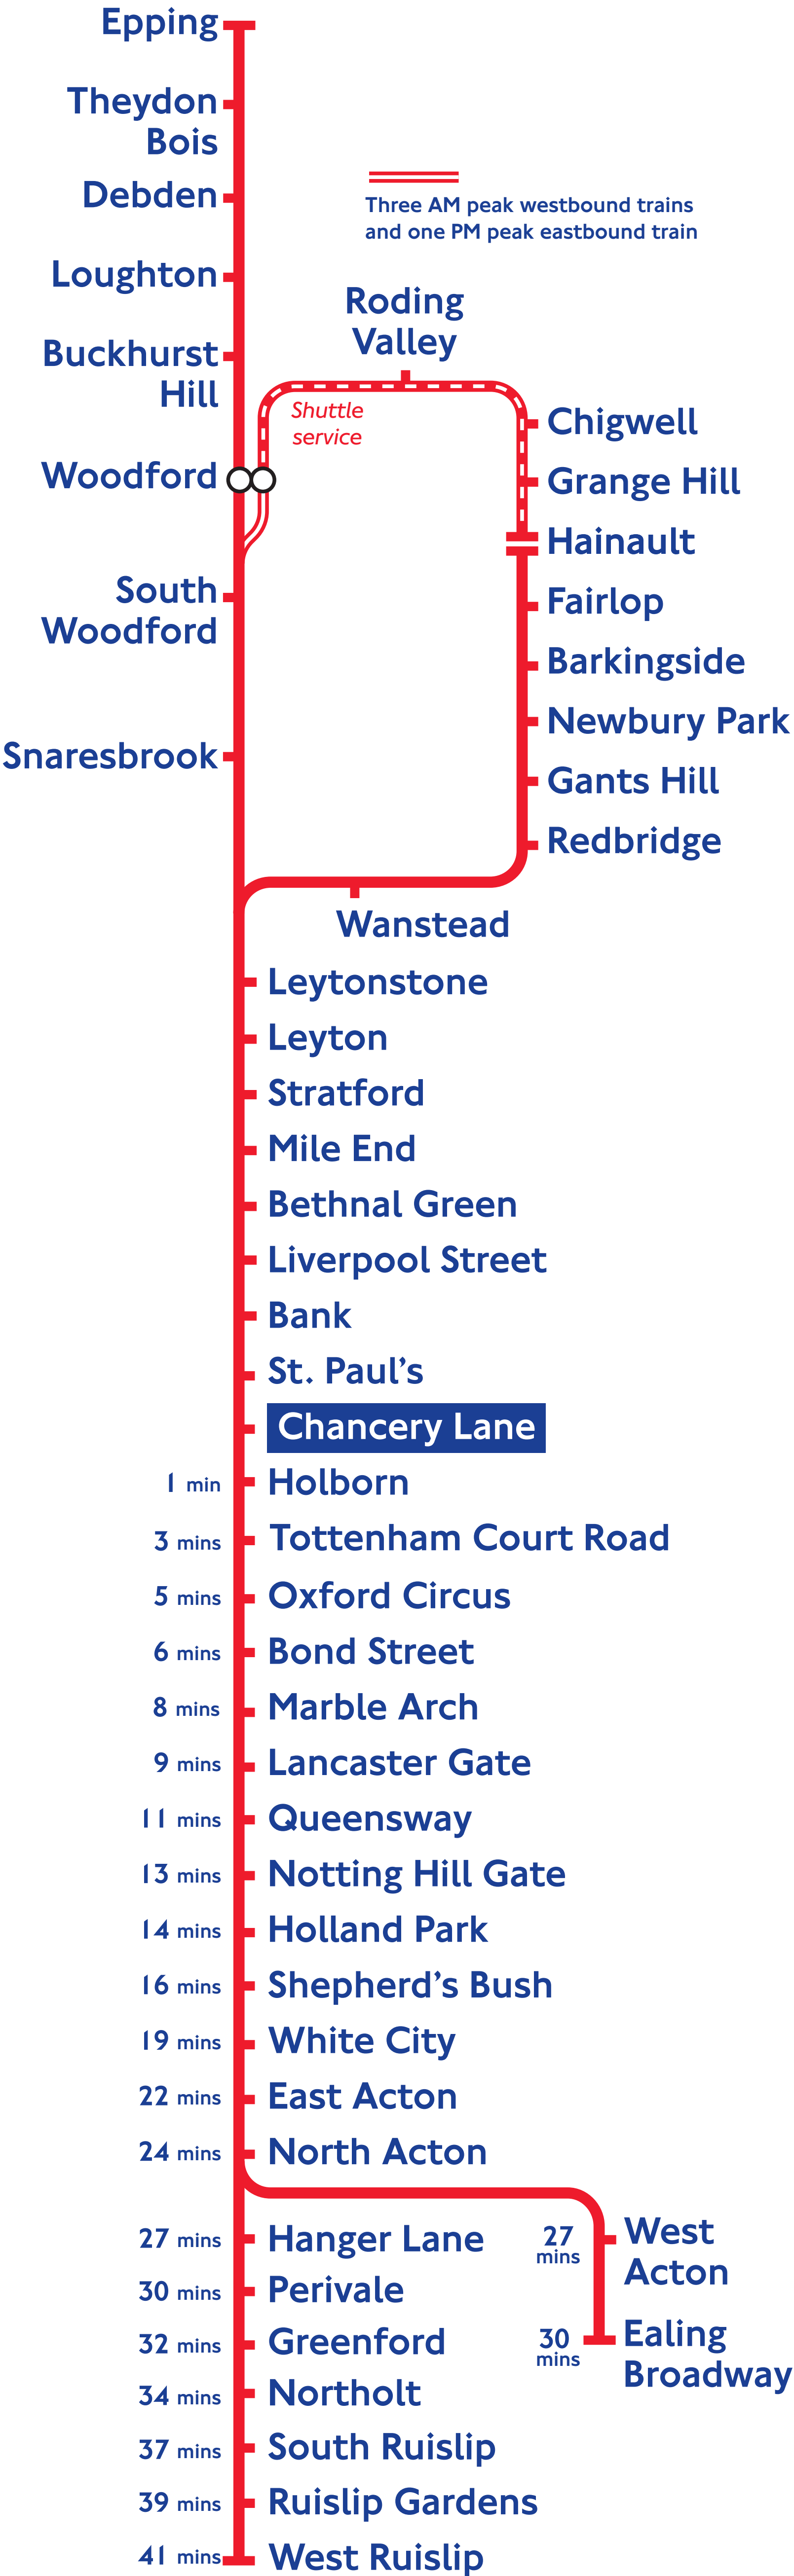 Epping
Theydon
Bois
Debden
Three AM peak westbound trains
and one PM peak eastbound train
Loughton
Roding
Valley
Buckhurst
Hill
Shuttle
service
Chigwell
Woodford
Grange Hill
Hainault
South
Woodford
Fairlop
Barkingside
Newbury Park
Snaresbrook
Gants Hill
Redbridge
Wanstead
Leytonstone
Leyton
Stratford
Mile End
Bethnal Green
Liverpool Street
Bank
St. Paul's
Chancery Lane
1 min Holborn
3 mins Tottenham Court Road
5 mins Oxford Circus
6 mins Bond Street
8 mins Marble Arch
9 mins Lancaster Gate
11 mins Queensway
13 mins Notting Hill Gate
14 mins Holland Park
16 mins Shepherd's Bush
19 mins White City
22 mins East Acton
24 mins North Acton
27 mins Hanger Lane
27
mins
West
Acton
30 mins Perivale
32 mins Greenford
30
mins
Ealing
Broadway
34 mins Northolt
37 mins South Ruislip
39 mins Ruislip Gardens
41 mins West Ruislip